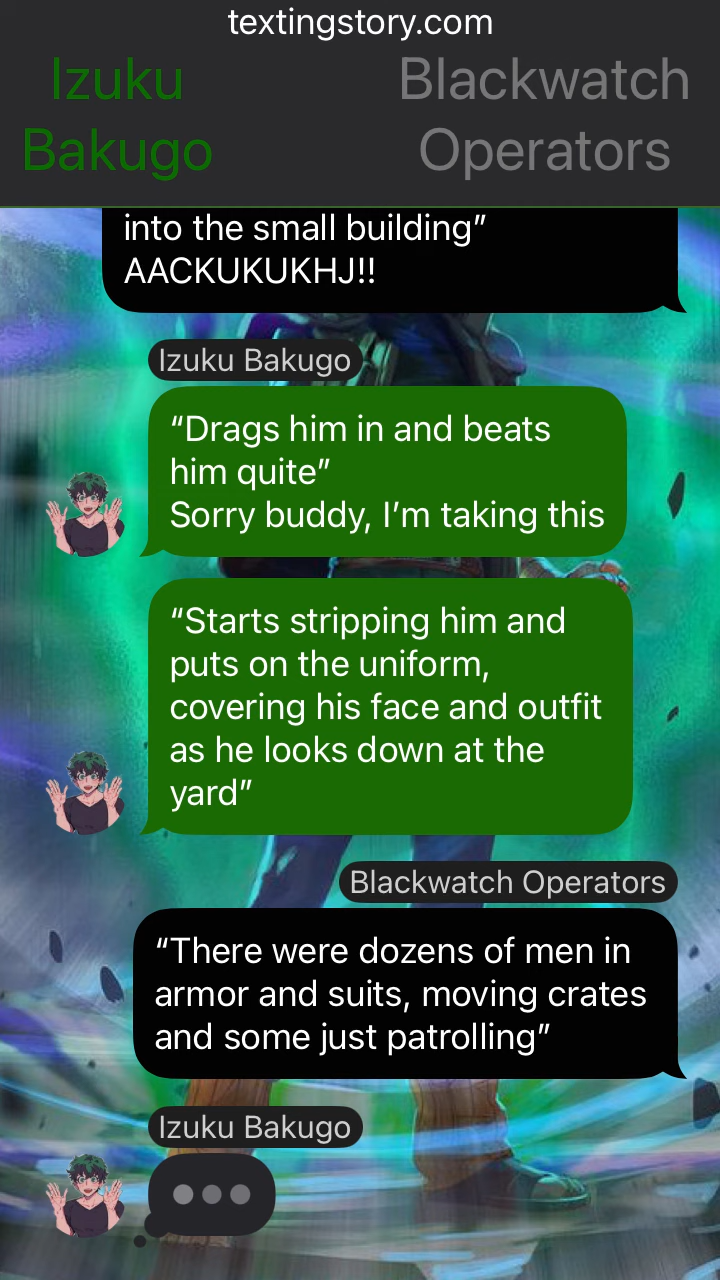 textingstory.com
Izuku
Bakugo
Blackwatch
Operators
into the small building”
AACKUKUKHJ!!
Izuku Bakugo
“Drags him in and beats
him quite”
Sorry buddy, I’m taking this
“Starts stripping him and
puts on the uniform,
covering his face and outfit
as he looks down at the
yard”
Blackwatch Operators
“There were dozens of men in
armor and suits, moving crates
and some just patrolling”
Izuku Bakugo